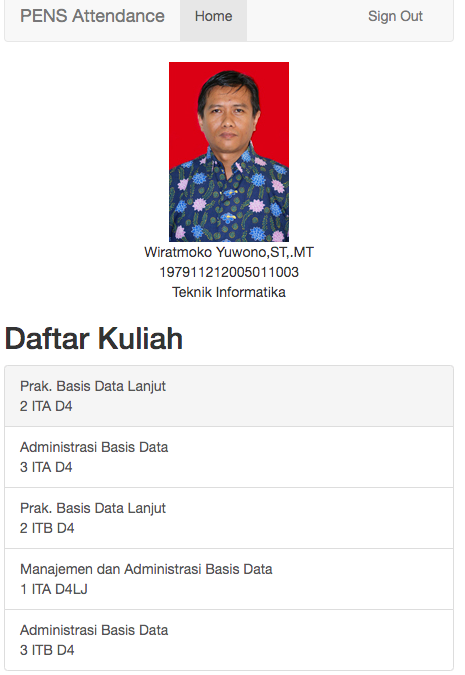 PENS Attendance Home Sign Out
Wiratmoko Yuwono,ST,.MT
197911212005011003
Teknik Informatika
Daftar Kuliah
Prak. Basis Data Lanjut
2 ITA D4
Administrasi Basis Data
3 ITA D4
Prak. Basis Data Lanjut
2 ITB D4
Manajemen dan Administrasi Basis Data
1 ITA D4LJ
Administrasi Basis Data
3 ITB D4